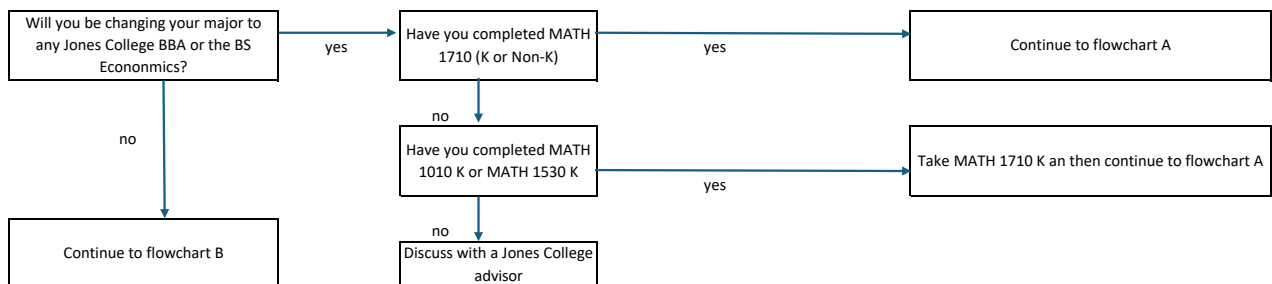 Will you be changing your major to
any Jones College BBA or the BS
Econonmics?
yes
Have you completed MATH
1710 (K or Non-K)
yes
Continue to flowchart A
no
no
Have you completed MATH
1010 K or MATH 1530 K
yes
Take MATH 1710 K an then continue to flowchart A
Continue to flowchart B
no
Discuss with a Jones College
advisor